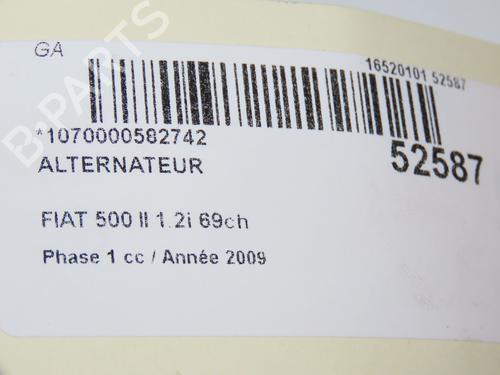 GA
16520101 52587
*1070000582742
52587
ALTERNATEUR
FIAT 500 II 1.2i 69ch
Phase 1 cc / Année 2009
B-PARTS